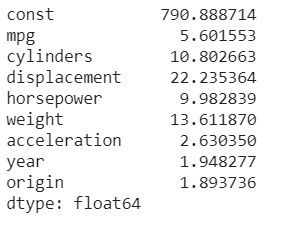 const 790.888714
mpg 5.601553
cylinders 10.802663
displacement 22.235364
horsepower 9.982839
weight 13.611870
acceleration 2.630350
year 1.948277
origin 1.893736
dtype: float64